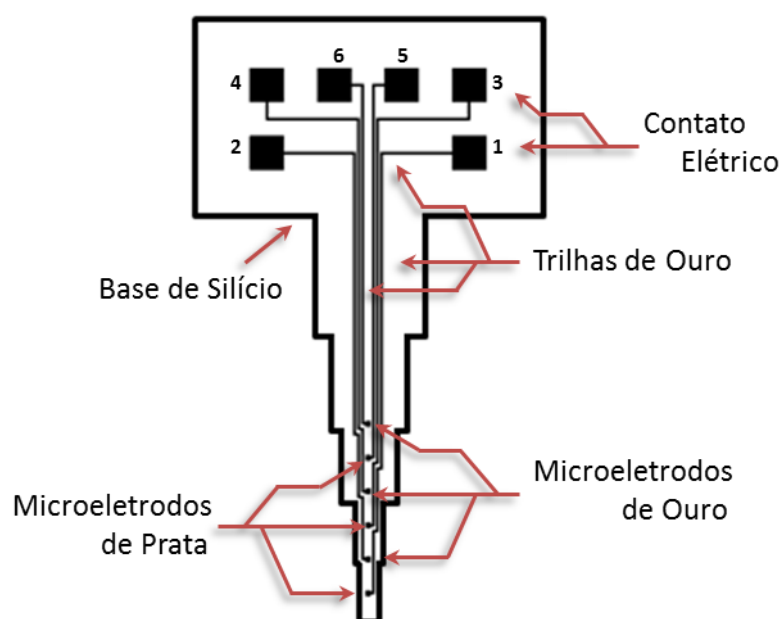 6 5
4 3
2 1
Contato
Elétrico
Trilhas de Ouro
Base de Silício
Microeletrodos
de Ouro
Microeletrodos
de Prata